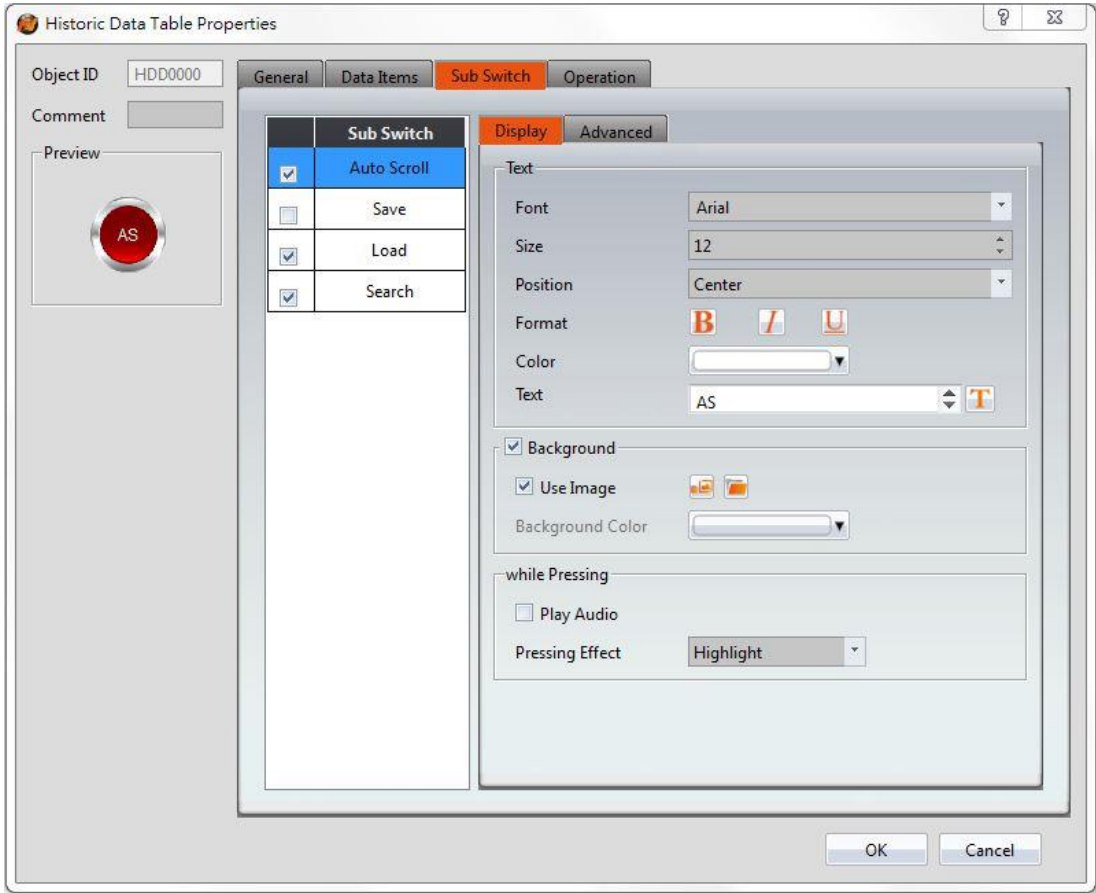 Historic Data Table Properties
Object ID HDD0000
Comment
Preview
AS
General Data Items Sub Switch Operation
Sub Switch
Auto Scroll
Save
Load
Search
Display Advanced
Text
Font Arial
Size 12
Position Center
Format B I U
Color
Text AS T
Background
Use Image
Background Color
while Pressing
Play Audio
Pressing Effect Highlight
OK Cancel